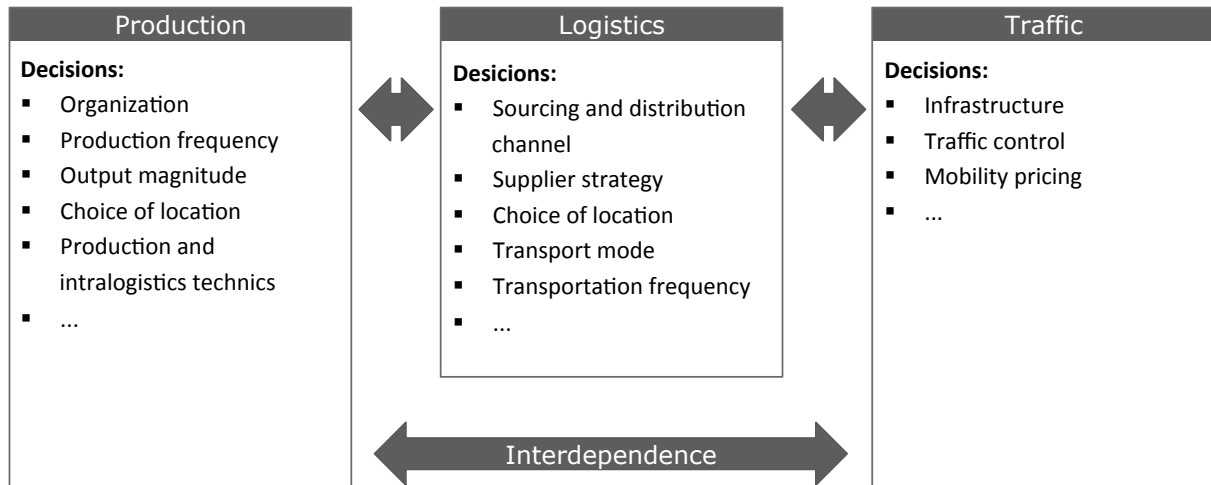 Production
Decisions:
▪ Organization
▪ Production frequency
▪ Output magnitude
▪ Choice of location
▪ Production and
intralogistics technics
▪ ...
Logistics
Desicions:
▪ Sourcing and distribution
channel
▪ Supplier strategy
▪ Choice of location
▪ Transport mode
▪ Transportation frequency
▪ ...
Traffic
Decisions:
▪ Infrastructure
▪ Traffic control
▪ Mobility pricing
▪ ...
Interdependence